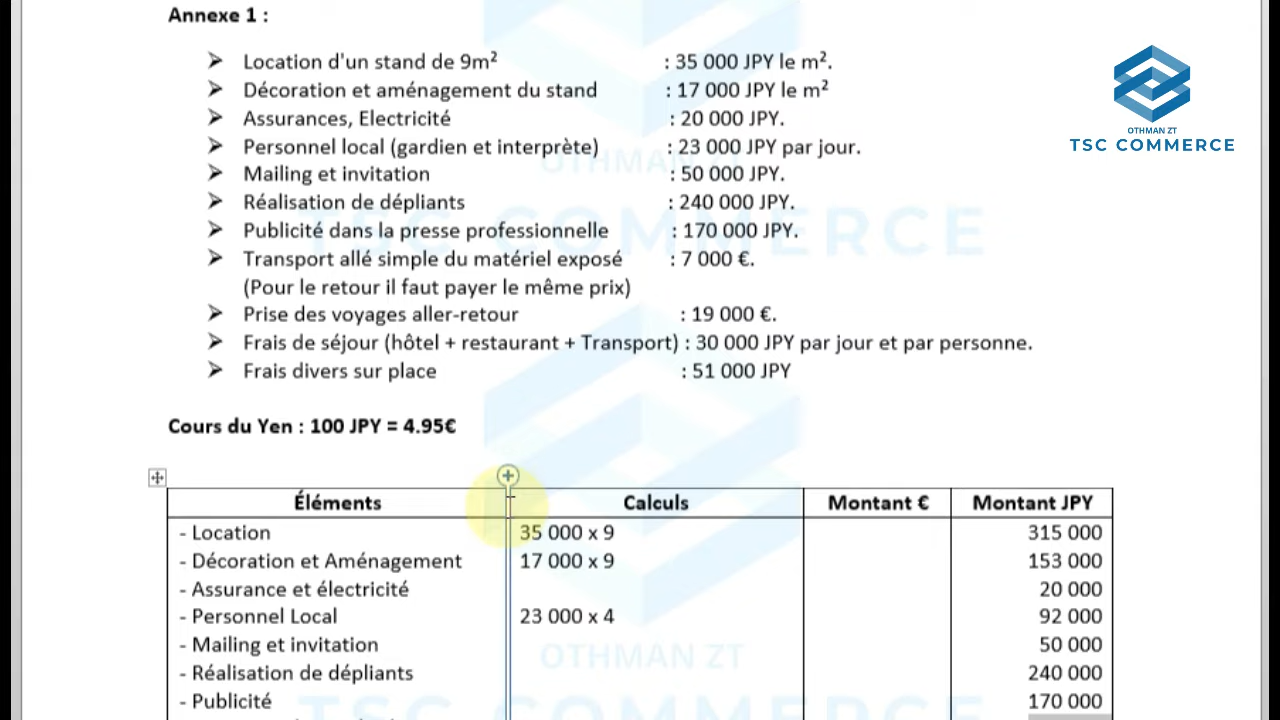 Annexe 1 :
OTHMAN ZT
TSC COMMERCE
➢ Location d'un stand de 9m² : 35 000 JPY le m².
➢ Décoration et aménagement du stand : 17 000 JPY le m²
➢ Assurances, Electricité : 20 000 JPY.
➢ Personnel local (gardien et interprète) : 23 000 JPY par jour.
➢ Mailing et invitation : 50 000 JPY.
➢ Réalisation de dépliants : 240 000 JPY.
➢ Publicité dans la presse professionnelle : 170 000 JPY.
➢ Transport allé simple du matériel exposé : 7 000 €.
(Pour le retour il faut payer le même prix)
➢ Prise des voyages aller-retour : 19 000 €.
➢ Frais de séjour (hôtel + restaurant + Transport) : 30 000 JPY par jour et par personne.
➢ Frais divers sur place : 51 000 JPY
OTHMAN ZT
TSC COMMERCE
Cours du Yen : 100 JPY = 4.95€
Éléments Calculs Montant € Montant JPY
- Location 35 000 x 9 315 000
- Décoration et Aménagement 17 000 x 9 153 000
- Assurance et électricité 20 000
- Personnel Local 23 000 x 4 92 000
- Mailing et invitation 50 000
- Réalisation de dépliants 240 000
- Publicité 170 000
OTHMAN ZT
TSC COMMERCE